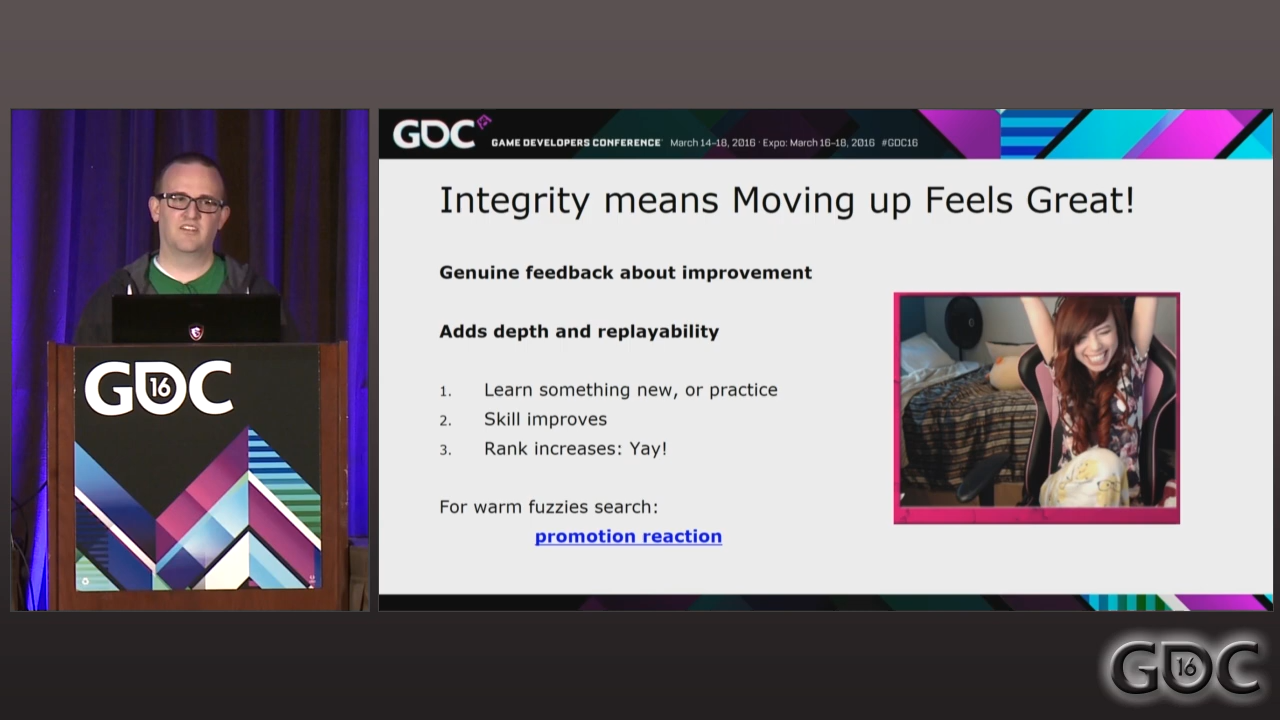 GDC
GAME DEVELOPERS CONFERENCE March 14-18, 2016 · Expo: March 16-18, 2016 #GDC16
Integrity means Moving up Feels Great!
Genuine feedback about improvement
Adds depth and replayability
1. Learn something new, or practice
2. Skill improves
3. Rank increases: Yay!
For warm fuzzies search:
promotion reaction
GDC
16
GDC
16